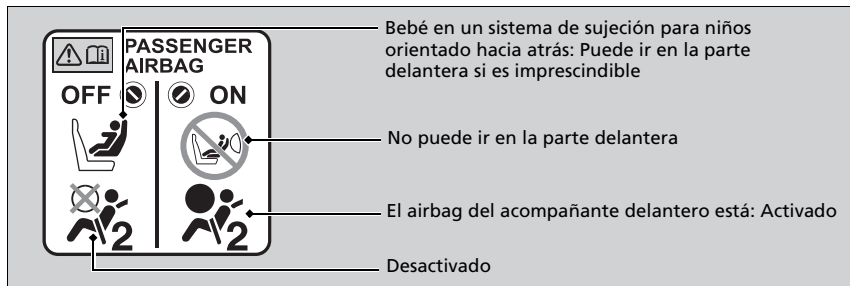 PASSENGER
AIRBAG
OFF ON
2 2
Bebé en un sistema de sujeción para niños
orientado hacia atrás: Puede ir en la parte
delantera si es imprescindible
No puede ir en la parte delantera
El airbag del acompañante delantero está: Activado
Desactivado